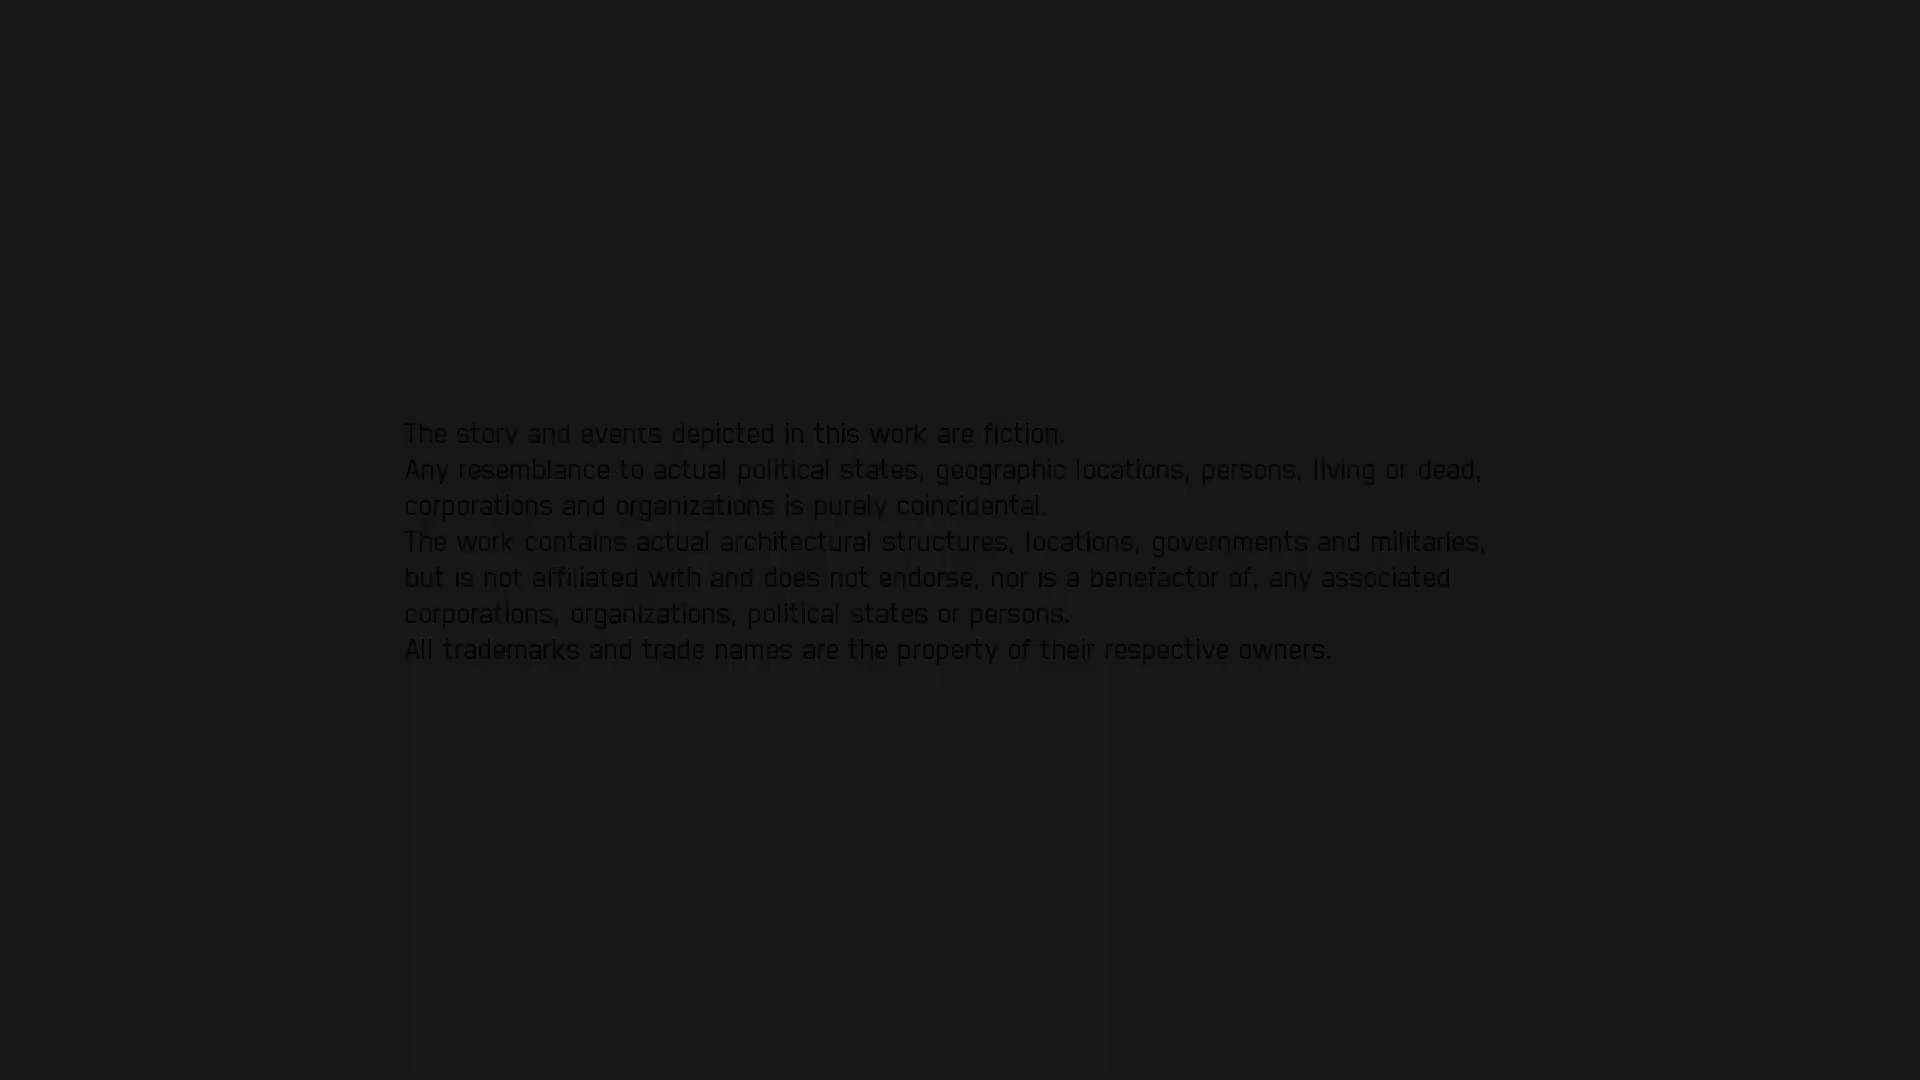 The story and events depicted in this work are fiction.
Any resemblance to actual political states, geographic locations, persons, living or dead,
corporations and organizations is purely coincidental.
The work contains actual architectural structures, locations, governments and militaries,
but is not affiliated with and does not endorse, nor is a benefactor of, any associated
corporations, organizations, political states or persons.
All trademarks and trade names are the property of their respective owners.